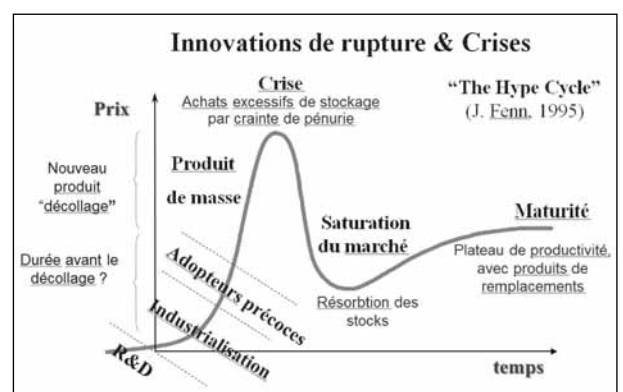 Innovations de rupture & Crises
Crise
Achats excessifs de stockage
par crainte de pénurie
"The Hype Cycle"
(J. Fenn, 1995)
Prix
Nouveau
produit
"décollage"
Produit
de masse
Saturation
du marché
Maturité
Plateau de productivité,
avec produits de
remplacements
Durée avant le
décollage ?
Adopteurs précoces
Résorbtion des
stocks
Industrialisation
R&D
temps